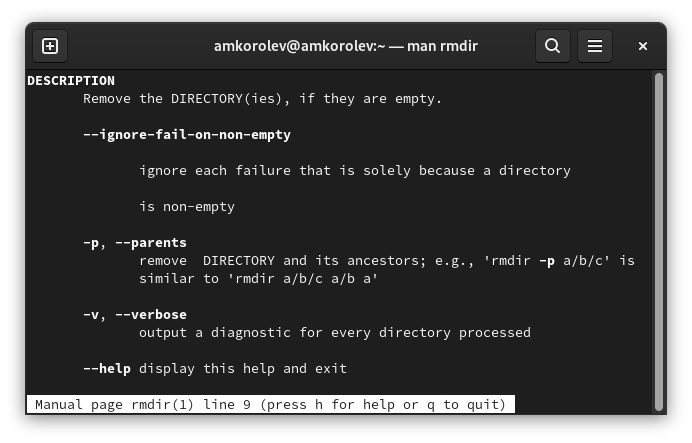 amkorolev@amkorolev:~ — man rmdir
DESCRIPTION
Remove the DIRECTORY(ies), if they are empty.
--ignore-fail-on-non-empty
ignore each failure that is solely because a directory
is non-empty
-p, --parents
remove  DIRECTORY and its ancestors; e.g., 'rmdir -p a/b/c' is
similar to 'rmdir a/b/c a/b a'
-v, --verbose
output a diagnostic for every directory processed
--help display this help and exit
Manual page rmdir(1) line 9 (press h for help or q to quit)